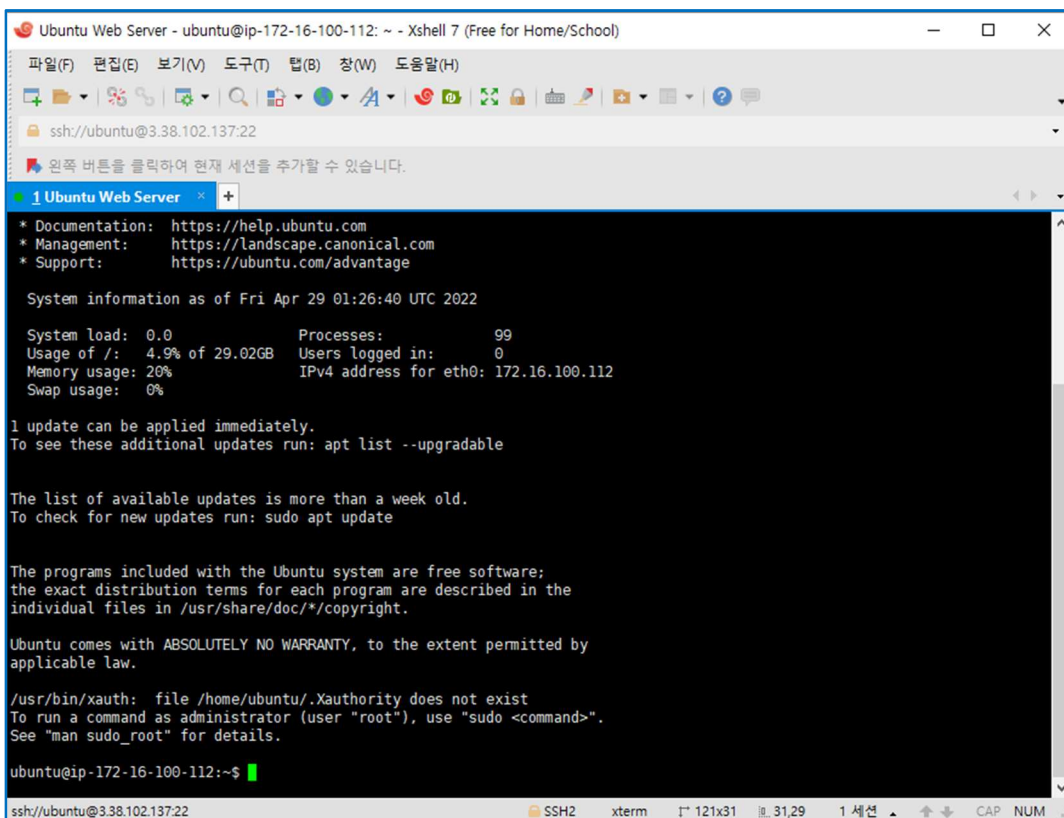 Ubuntu Web Server - ubuntu@ip-172-16-100-112: ~ - Xshell 7 (Free for Home/School)
파일(F) 편집(E) 보기(V) 도구(T) 탭(B) 창(W) 도움말(H)
ssh://ubuntu@3.38.102.137:22
왼쪽 버튼을 클릭하여 현재 세션을 추가할 수 있습니다.
1 Ubuntu Web Server × +
* Documentation:  https://help.ubuntu.com
* Management:     https://landscape.canonical.com
* Support:        https://ubuntu.com/advantage
System information as of Fri Apr 29 01:26:40 UTC 2022
System load:  0.0                Processes:             99
Usage of /:   4.9% of 29.02GB   Users logged in:       0
Memory usage: 20%                IPv4 address for eth0: 172.16.100.112
Swap usage:   0%
1 update can be applied immediately.
To see these additional updates run: apt list --upgradable
The list of available updates is more than a week old.
To check for new updates run: sudo apt update
The programs included with the Ubuntu system are free software;
the exact distribution terms for each program are described in the
individual files in /usr/share/doc/*/copyright.
Ubuntu comes with ABSOLUTELY NO WARRANTY, to the extent permitted by
applicable law.
/usr/bin/xauth:  file /home/ubuntu/.Xauthority does not exist
To run a command as administrator (user "root"), use "sudo <command>".
See "man sudo_root" for details.
ubuntu@ip-172-16-100-112:~$
ssh://ubuntu@3.38.102.137:22 SSH2 xterm 121x31 31,29 1 세션 CAP NUM